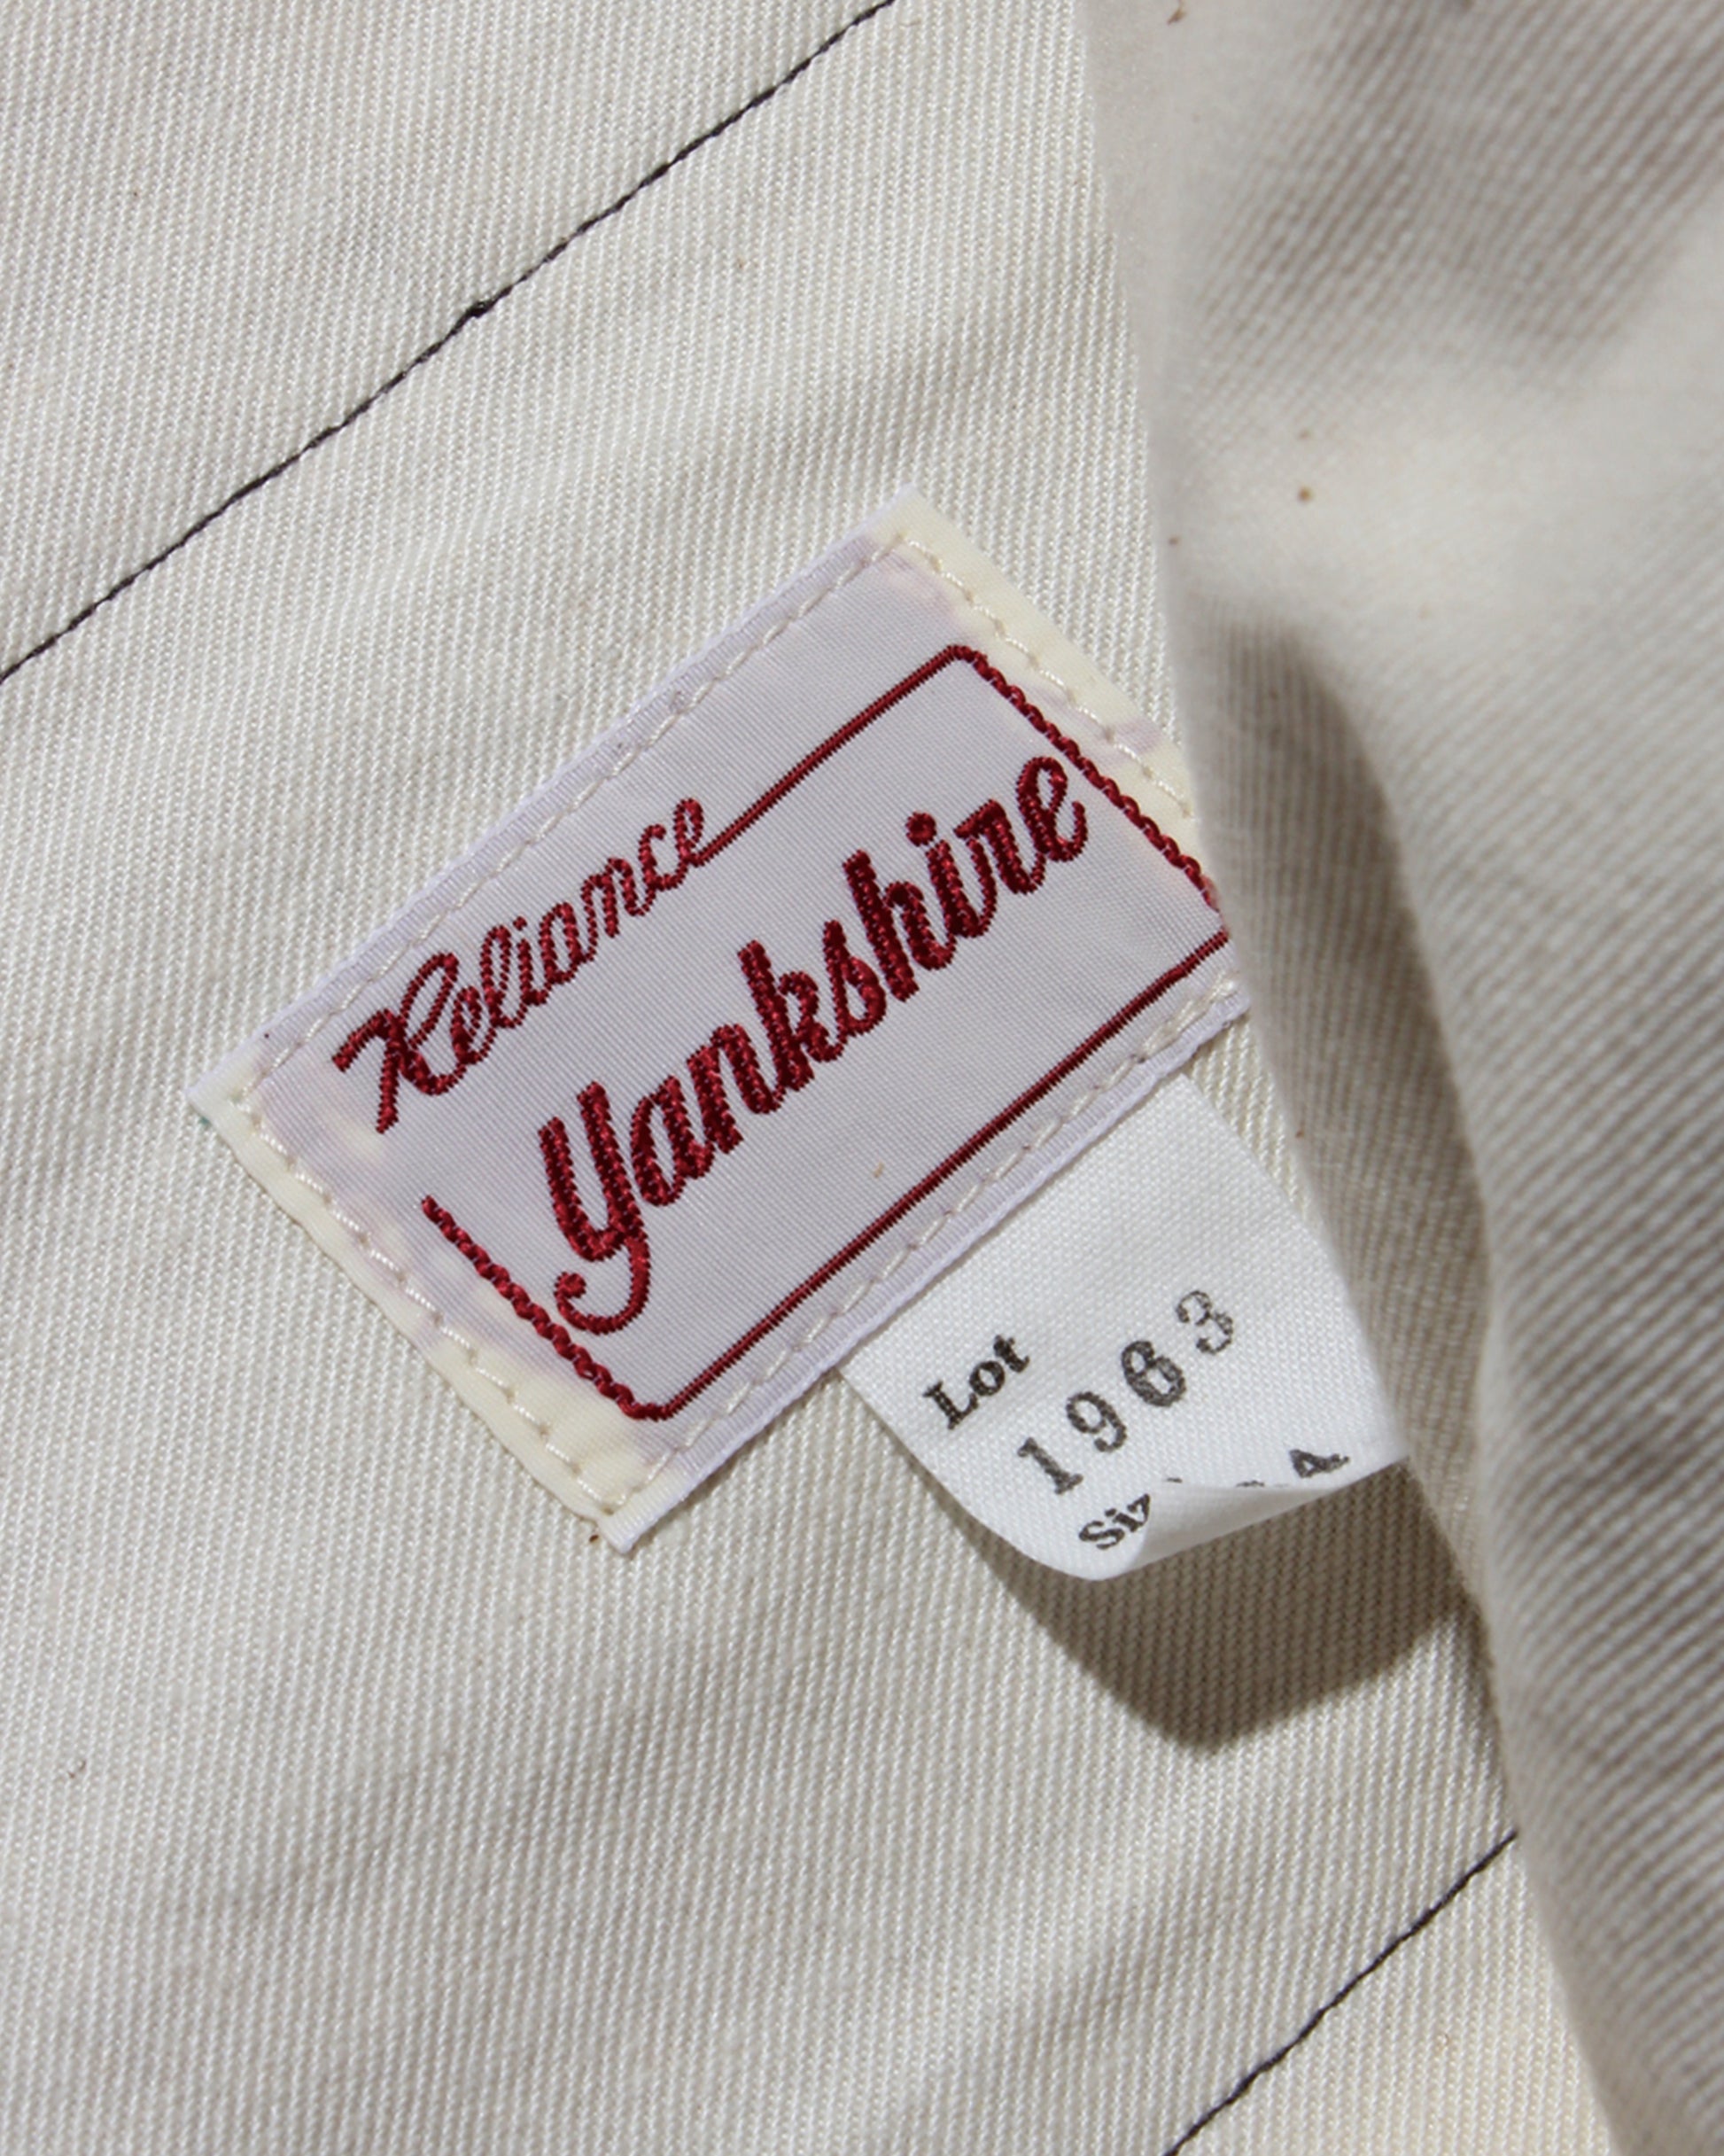 Reliance
Yankshire
Lot
1963